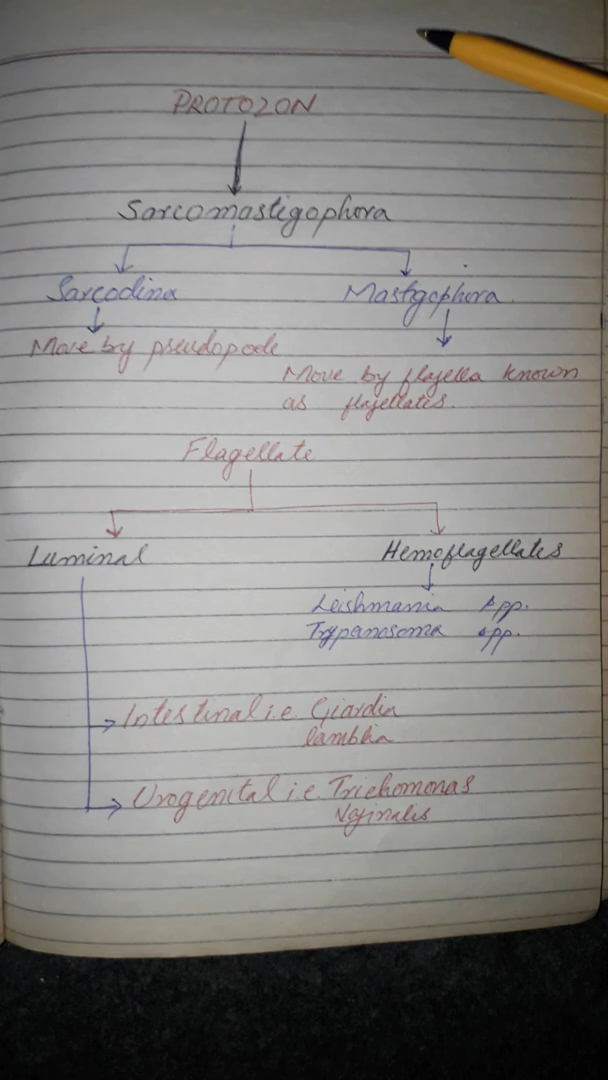 PROTOZON
Sarcomastigophora
Sarcodina Mastigophora.
Move by pseudopode
Move by flagella known
as flagellates.
Flagellate
Luminal Hemoflagellates
Leishmania spp.
Trypanosoma spp.
Intestinal i.e. Giardia
lamblia
Urogenital i.e. Trichomonas
Vaginalis